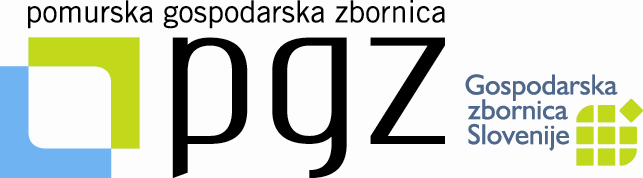 pomurska gospodarska zbornica
pgz
Gospodarska
zbornica
Slovenije